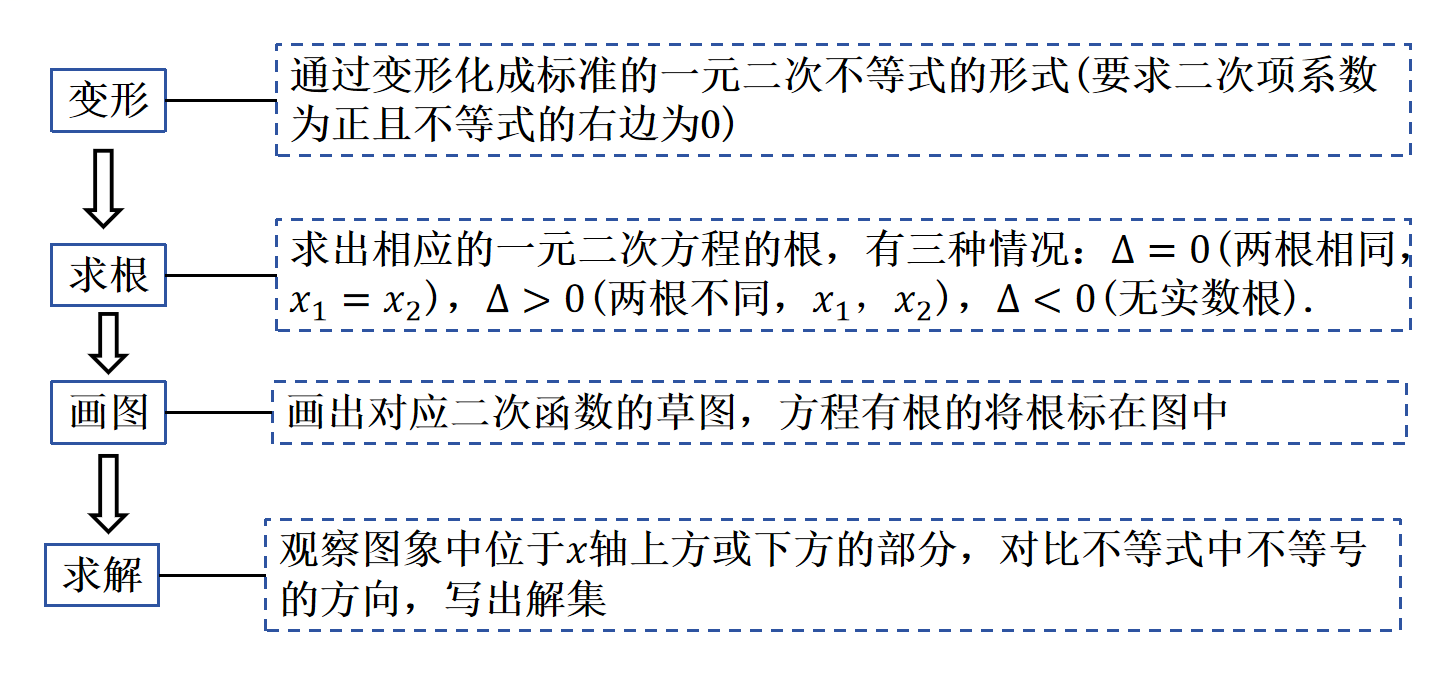 变形
通过变形化成标准的一元二次不等式的形式(要求二次项系数
为正且不等式的右边为0)
求根
求出相应的一元二次方程的根，有三种情况：Δ = 0(两根相同，
x₁ = x₂)，Δ > 0(两根不同，x₁，x₂)，Δ < 0(无实数根).
画图
画出对应二次函数的草图，方程有根的将根标在图中
求解
观察图象中位于x轴上方或下方的部分，对比不等式中不等号
的方向，写出解集